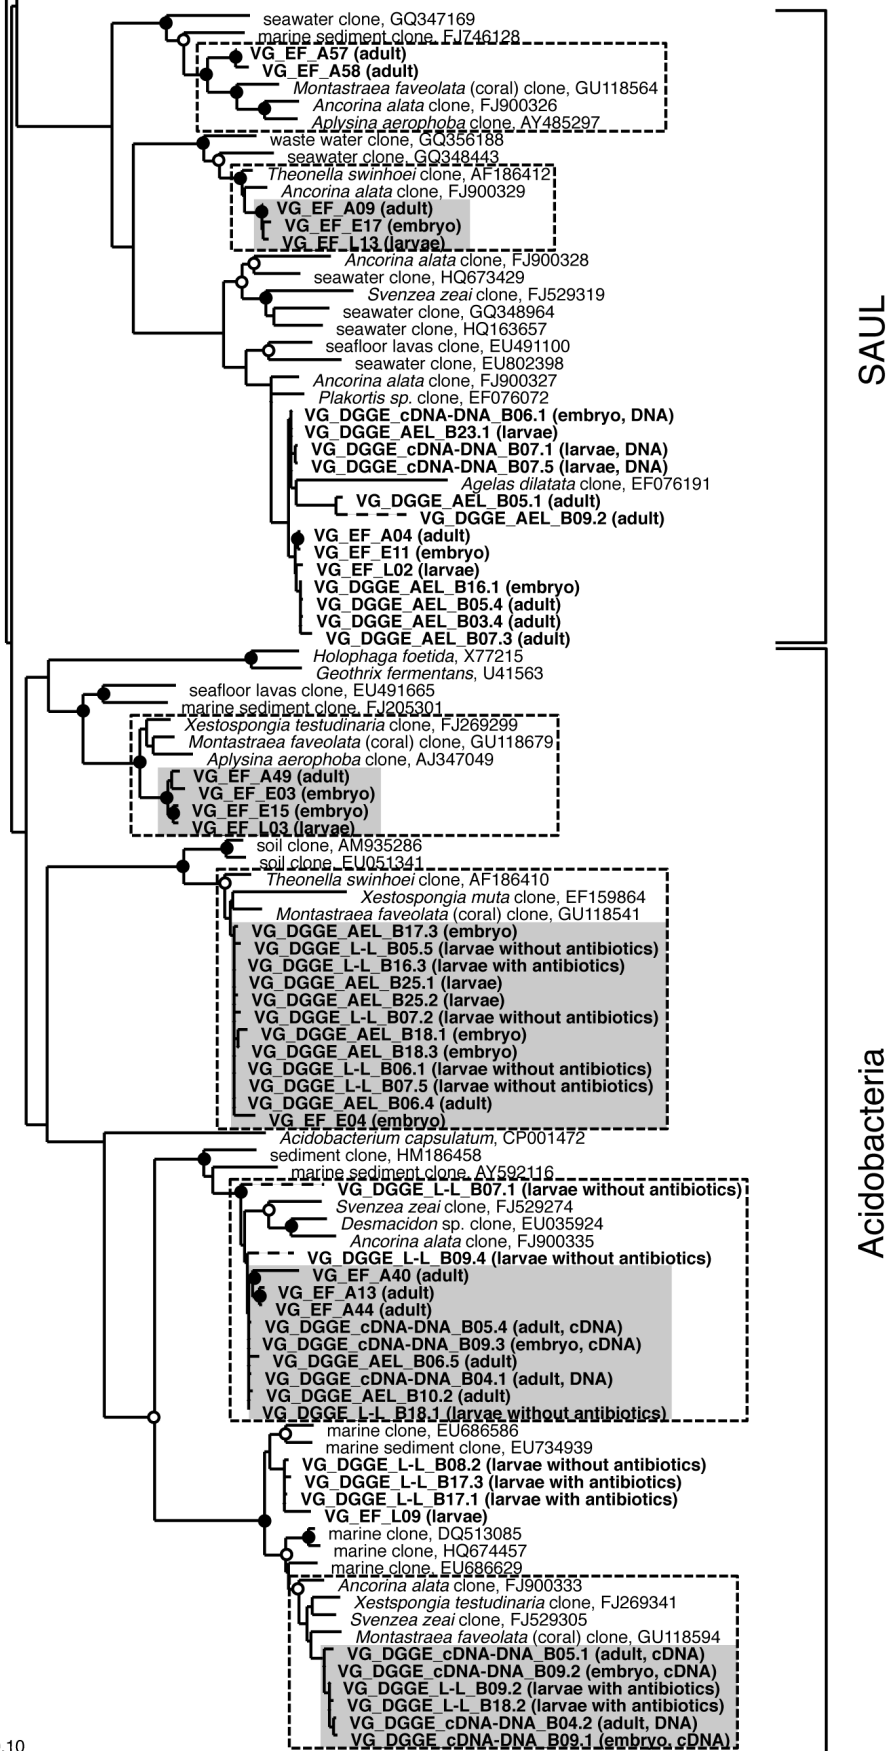 seawater clone, GQ347169
marine sediment clone, FJ746128
VG_EF_A57 (adult)
VG_EF_A58 (adult)
Montastraea faveolata (coral) clone, GU118564
Ancorina alata clone, FJ900326
Aplysina aerophoba clone, AY485297
waste water clone, GQ356188
seawater clone, GQ348443
Theonella swinhoei clone, AF186412
Ancorina alata clone, FJ900329
VG_EF_A09 (adult)
VG_EF_E17 (embryo)
VG_EF_L13 (larvae)
Ancorina alata clone, FJ900328
seawater clone, HQ673429
Svenzea zeai clone, FJ529319
seawater clone, GQ348964
seawater clone, HQ163657
seafloor lavas clone, EU491100
seawater clone, EU802398
Ancorina alata clone, FJ900327
Plakortis sp. clone, EF076072
VG_DGGE_cDNA-DNA_B06.1 (embryo, DNA)
VG_DGGE_AEL_B23.1 (larvae)
VG_DGGE_cDNA-DNA_B07.1 (larvae, DNA)
VG_DGGE_cDNA-DNA_B07.5 (larvae, DNA)
Agelas dilatata clone, EF076191
VG_DGGE_AEL_B05.1 (adult)
VG_DGGE_AEL_B09.2 (adult)
VG_EF_A04 (adult)
VG_EF_E11 (embryo)
VG_EF_L02 (larvae)
VG_DGGE_AEL_B16.1 (embryo)
VG_DGGE_AEL_B05.4 (adult)
VG_DGGE_AEL_B03.4 (adult)
VG_DGGE_AEL_B07.3 (adult)
SAUL
Holophaga foetida, X77215
Geothrix fermentans, U41563
seafloor lavas clone, EU491665
marine sediment clone, FJ205301
Xestospongia testudinaria clone, FJ269299
Montastraea faveolata (coral) clone, GU118679
Aplysina aerophoba clone, AJ347049
VG_EF_A49 (adult)
VG_EF_E03 (embryo)
VG_EF_E15 (embryo)
VG_EF_L03 (larvae)
soil clone, AM935286
soil clone, EU051341
Theonella swinhoei clone, AF186410
Xestospongia muta clone, EF159864
Montastraea faveolata (coral) clone, GU118541
VG_DGGE_AEL_B17.3 (embryo)
VG_DGGE_L-L_B05.5 (larvae without antibiotics)
VG_DGGE_L-L_B16.3 (larvae with antibiotics)
VG_DGGE_AEL_B25.1 (larvae)
VG_DGGE_AEL_B25.2 (larvae)
VG_DGGE_L-L_B07.2 (larvae without antibiotics)
VG_DGGE_AEL_B18.1 (embryo)
VG_DGGE_AEL_B18.3 (embryo)
VG_DGGE_L-L_B06.1 (larvae without antibiotics)
VG_DGGE_L-L_B07.5 (larvae without antibiotics)
VG_DGGE_AEL_B06.4 (adult)
VG_EF_E04 (embryo)
Acidobacterium capsulatum, CP001472
sediment clone, HM186458
marine sediment clone, AY592116
VG_DGGE_L-L_B07.1 (larvae without antibiotics)
Svenzea zeai clone, FJ529274
Desmacidon sp. clone, EU035924
Ancorina alata clone, FJ900335
VG_DGGE_L-L_B09.4 (larvae without antibiotics)
VG_EF_A40 (adult)
VG_EF_A13 (adult)
VG_EF_A44 (adult)
VG_DGGE_cDNA-DNA_B05.4 (adult, cDNA)
VG_DGGE_cDNA-DNA_B09.3 (embryo, cDNA)
VG_DGGE_AEL_B06.5 (adult)
VG_DGGE_cDNA-DNA_B04.1 (adult, DNA)
VG_DGGE_AEL_B10.2 (adult)
VG_DGGE_L-L_B18.1 (larvae without antibiotics)
marine clone, EU686586
marine sediment clone, EU734939
VG_DGGE_L-L_B08.2 (larvae without antibiotics)
VG_DGGE_L-L_B17.3 (larvae with antibiotics)
VG_DGGE_L-L_B17.1 (larvae with antibiotics)
VG_EF_L09 (larvae)
marine clone, DQ513085
marine clone, HQ674457
marine clone, EU686629
Ancorina alata clone, FJ900333
Xestspongia testudinaria clone, FJ269341
Svenzea zeai clone, FJ529305
Montastraea faveolata (coral) clone, GU118594
VG_DGGE_cDNA-DNA_B05.1 (adult, cDNA)
VG_DGGE_cDNA-DNA_B09.2 (embryo, cDNA)
VG_DGGE_L-L_B09.2 (larvae with antibiotics)
VG_DGGE_L-L_B18.2 (larvae with antibiotics)
VG_DGGE_cDNA-DNA_B04.2 (adult, DNA)
VG_DGGE_cDNA-DNA_B09.1 (embryo, cDNA)
Acidobacteria
.10